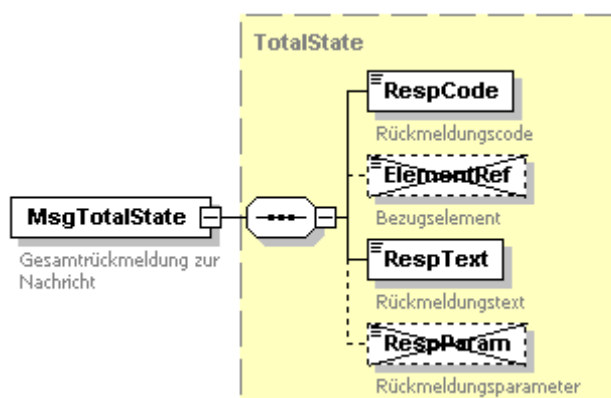 TotalState
RespCode
Rückmeldungscode
ElementRef
Bezugselement
MsgTotalState
Gesamtrückmeldung zur
Nachricht
RespText
Rückmeldungstext
RespParam
Rückmeldungsparameter